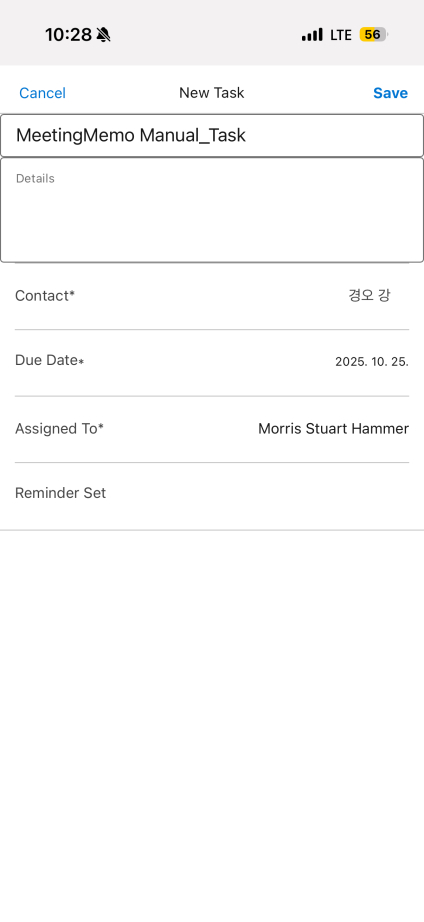 10:28 LTE 56
Cancel New Task Save
MeetingMemo Manual_Task
Details
Contact* 경오 강
Due Date* 2025. 10. 25.
Assigned To* Morris Stuart Hammer
Reminder Set